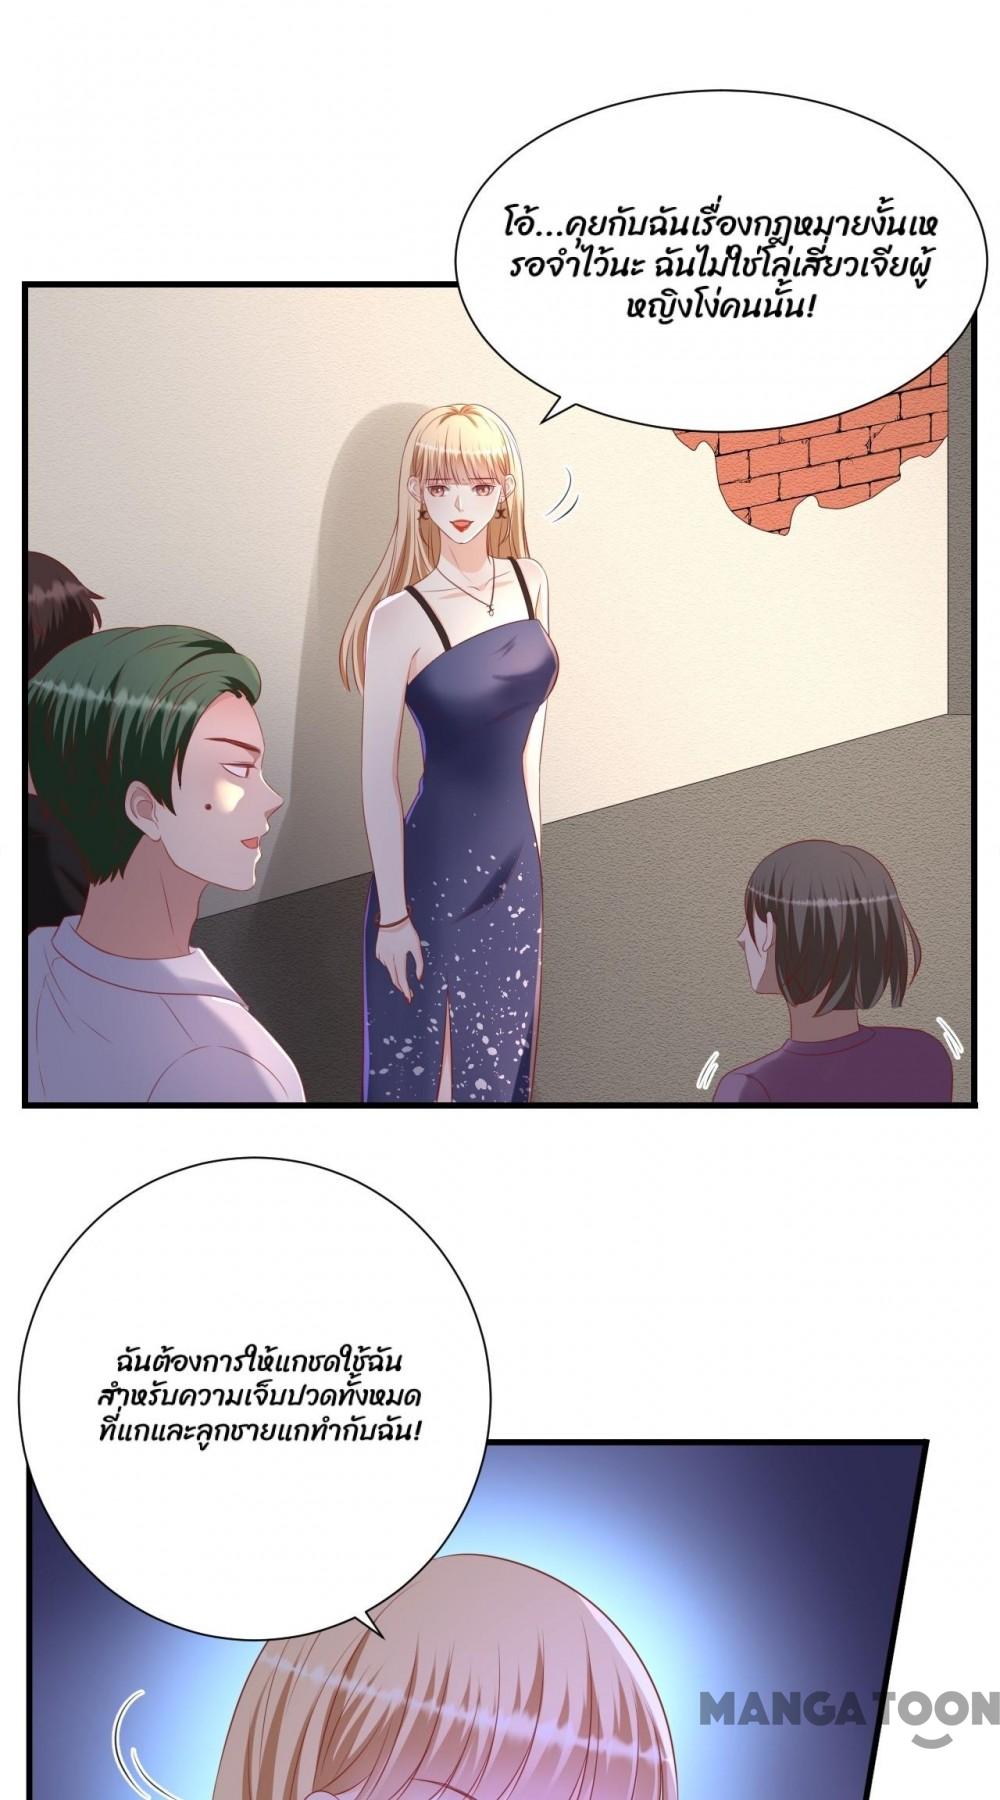 โอ้...คุยกับฉันเรื่องกฎหมายงั้นเห
รอจำไว้นะ ฉันไม่ใช่โล่เสี่ยวเจียผู้
หญิงโง่คนนั้น!
ฉันต้องการให้แกชดใช้ฉัน
สำหรับความเจ็บปวดทั้งหมด
ที่แกและลูกชายแกทำกับฉัน!
MANGATOON